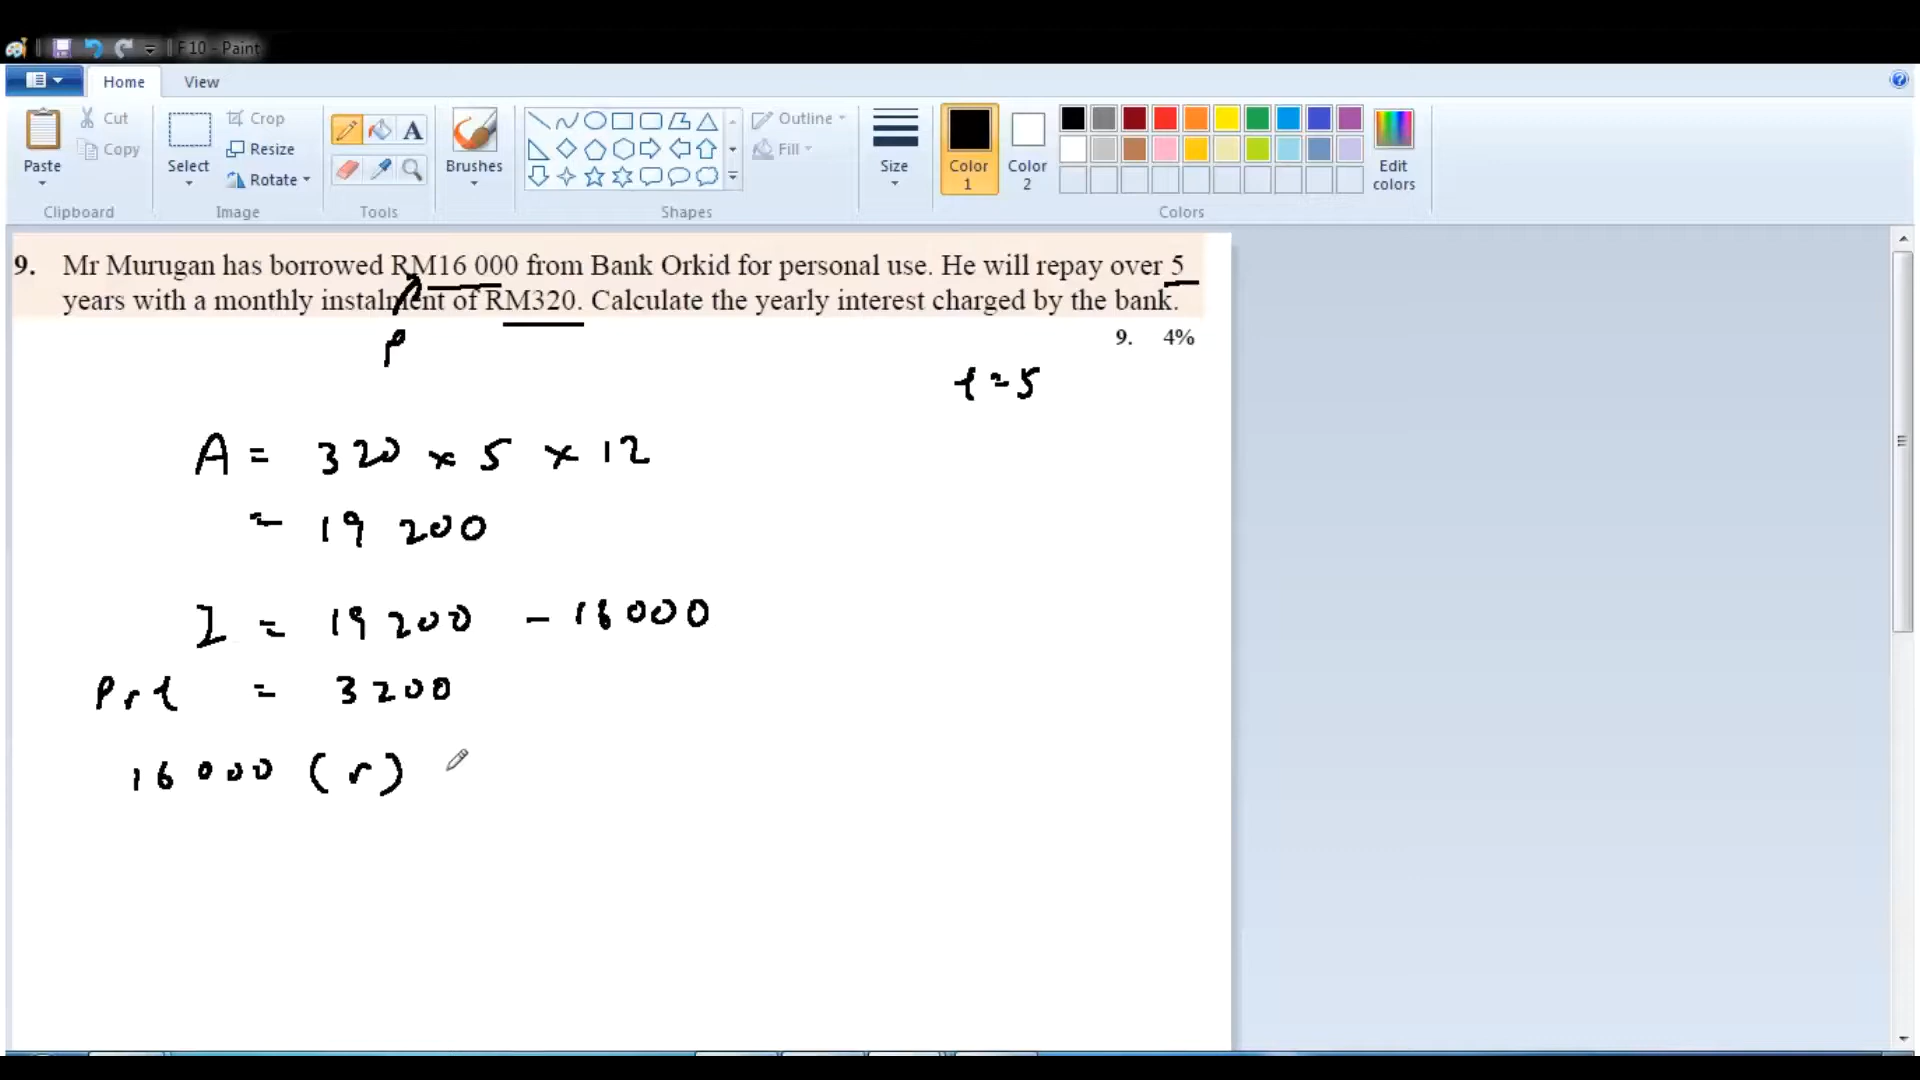 F10 - Paint
Home View
Cut
Copy
Paste
Clipboard
Select
Crop
Resize
Rotate
Image
A
Tools
Brushes
Shapes
Outline
Fill
Size
Color
1
Color
2
Colors
Edit
colors
9. Mr Murugan has borrowed RM16 000 from Bank Orkid for personal use. He will repay over 5
years with a monthly instalment of RM320. Calculate the yearly interest charged by the bank.
9. 4%
P
t = 5
A = 320 × 5 × 12
= 19 200
I = 19 200 - 16000
Prt = 3200
16 000 (r)